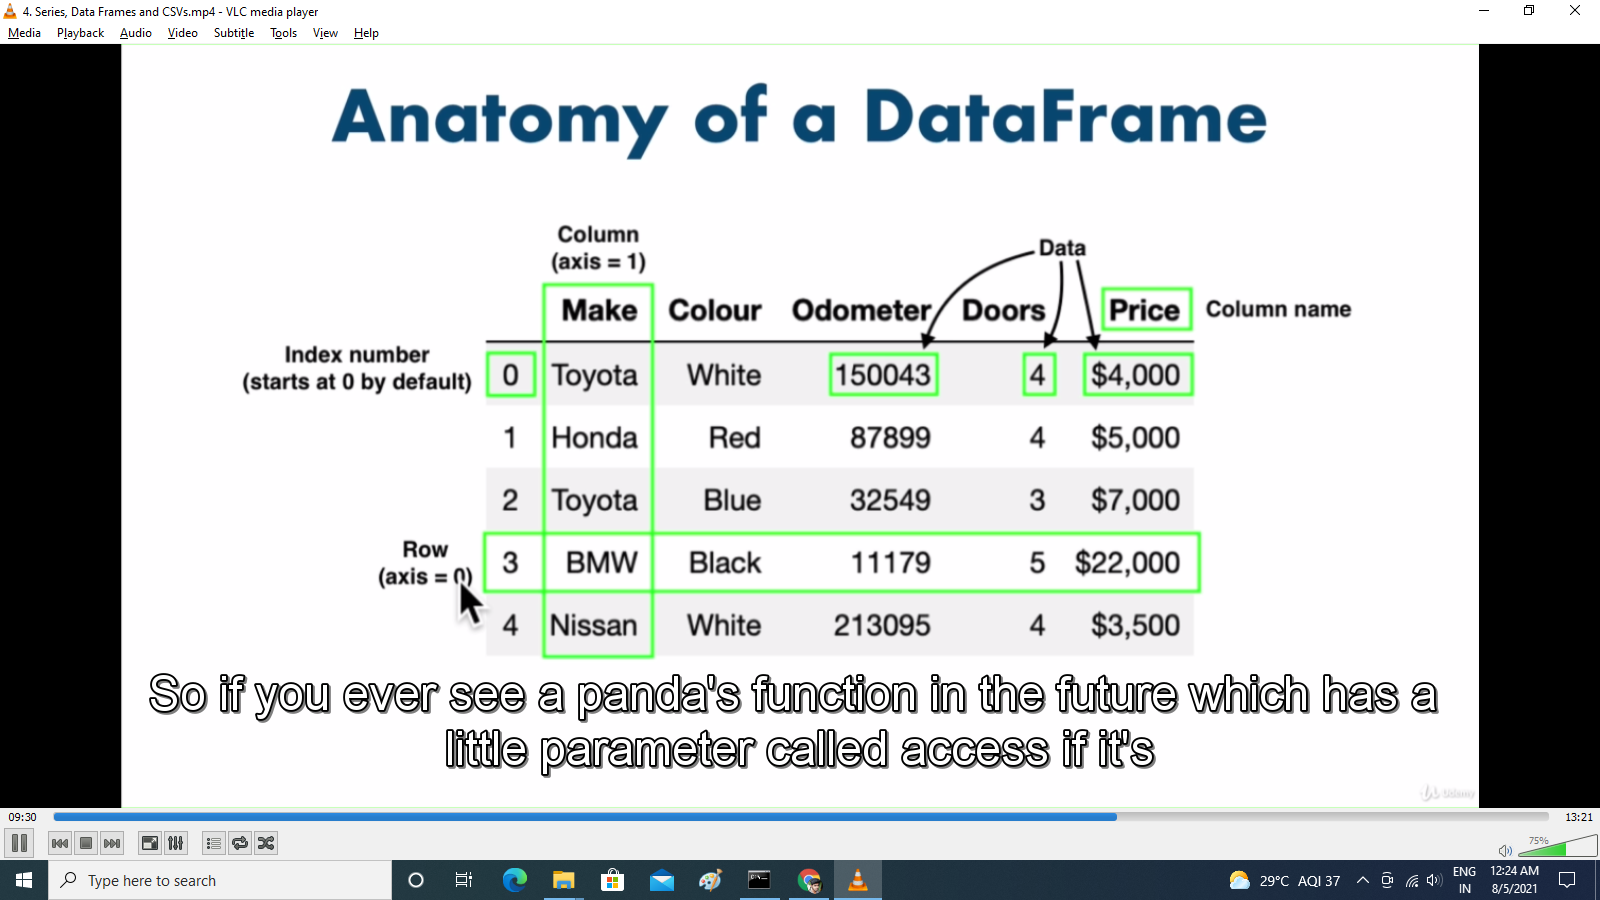 4. Series, Data Frames and CSVs.mp4 - VLC media player
Media Playback Audio Video Subtitle Tools View Help
Anatomy of a DataFrame
Column
(axis = 1)
Data
Make Colour Odometer Doors Price Column name
Index number
(starts at 0 by default)
0 Toyota White 150043 4 $4,000
1 Honda Red 87899 4 $5,000
2 Toyota Blue 32549 3 $7,000
Row
(axis = 0)
3 BMW Black 11179 5 $22,000
4 Nissan White 213095 4 $3,500
So if you ever see a panda's function in the future which has a
little parameter called access if it's
Udemy
09:30 13:21
75%
Type here to search
29°C AQI 37
ENG
IN
12:24 AM
8/5/2021